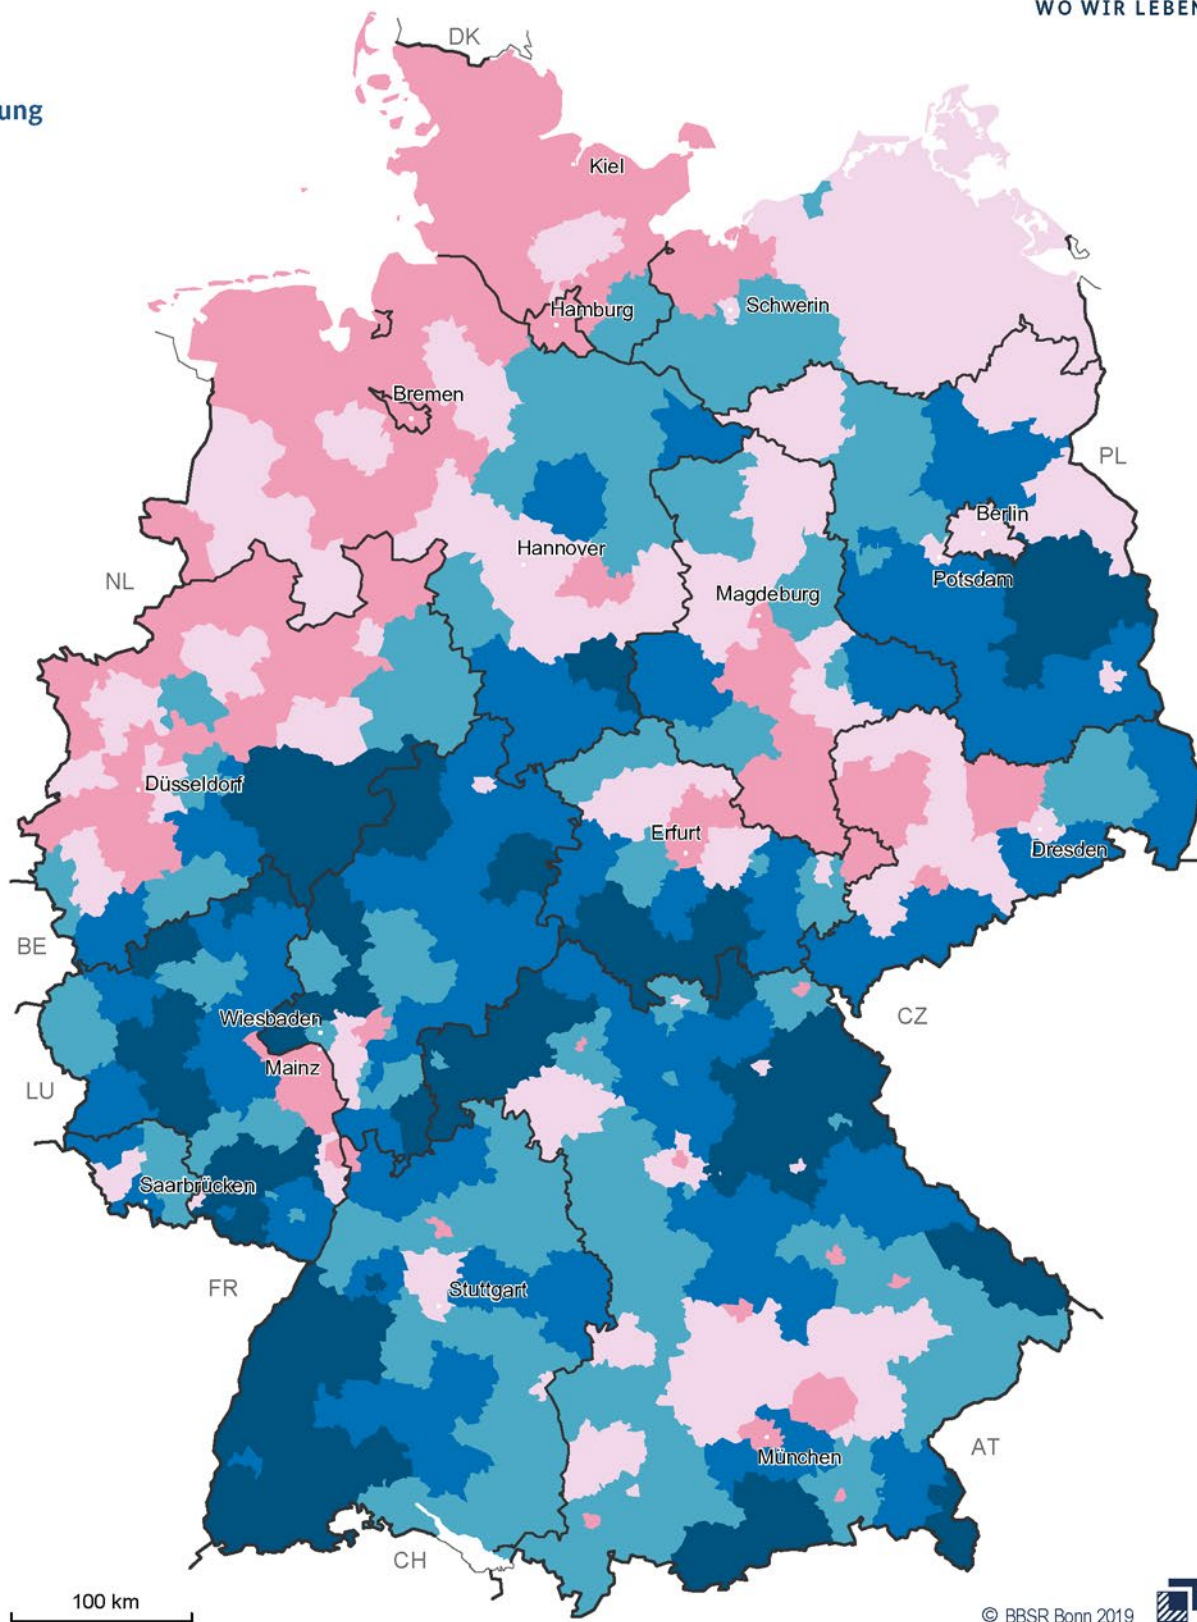 WO WIR LEBEN
ung
DK
Kiel
Hamburg
Schwerin
Bremen
PL
Berlin
Hannover
NL
Potsdam
Magdeburg
Düsseldorf
Erfurt
Dresden
BE
Wiesbaden
CZ
Mainz
LU
Saarbrücken
FR
Stuttgart
AT
München
CH
100 km
© BBSR Bonn 2019